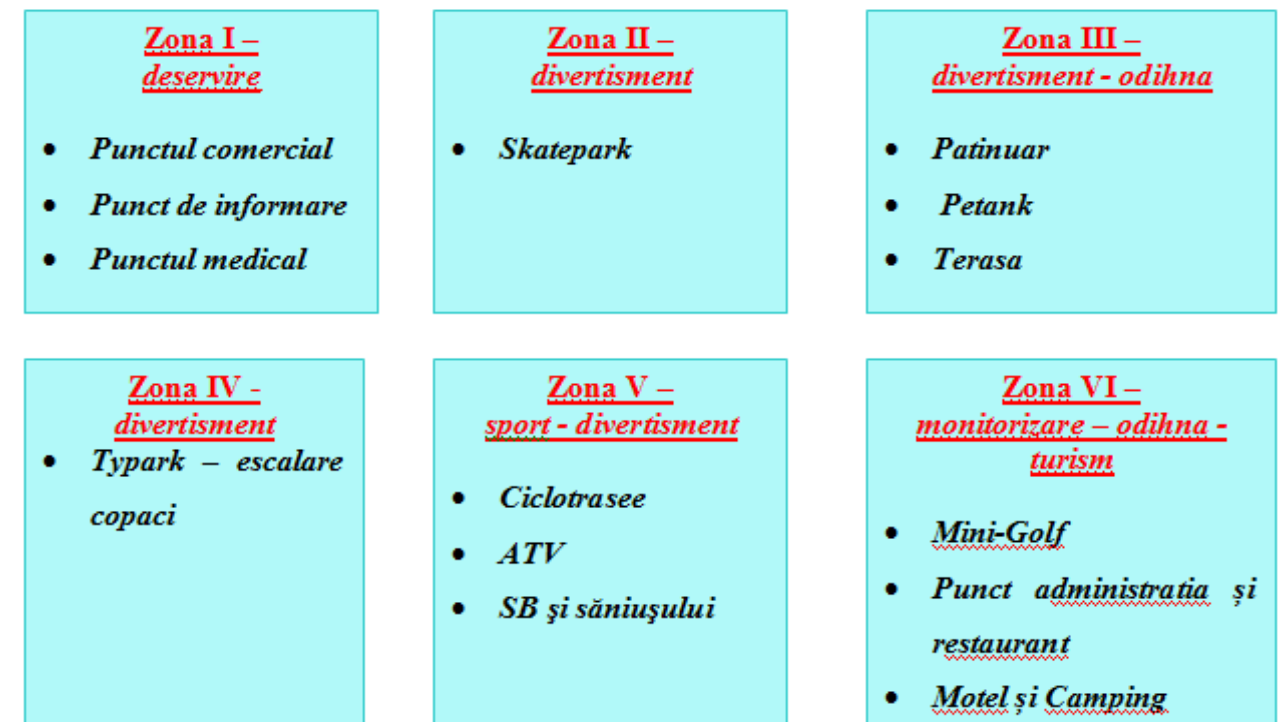 Zona I –
deservire
• Punctul comercial
• Punct de informare
• Punctul medical
Zona II –
divertisment
• Skatepark
Zona III –
divertisment - odihna
• Patinuar
• Petank
• Terasa
Zona IV -
divertisment
• Typark – escalare
copaci
Zona V –
sport - divertisment
• Ciclotrasee
• ATV
• SB şi săniuşului
Zona VI –
monitorizare – odihna -
turism
• Mini-Golf
• Punct administratia și
restaurant
• Motel și Camping